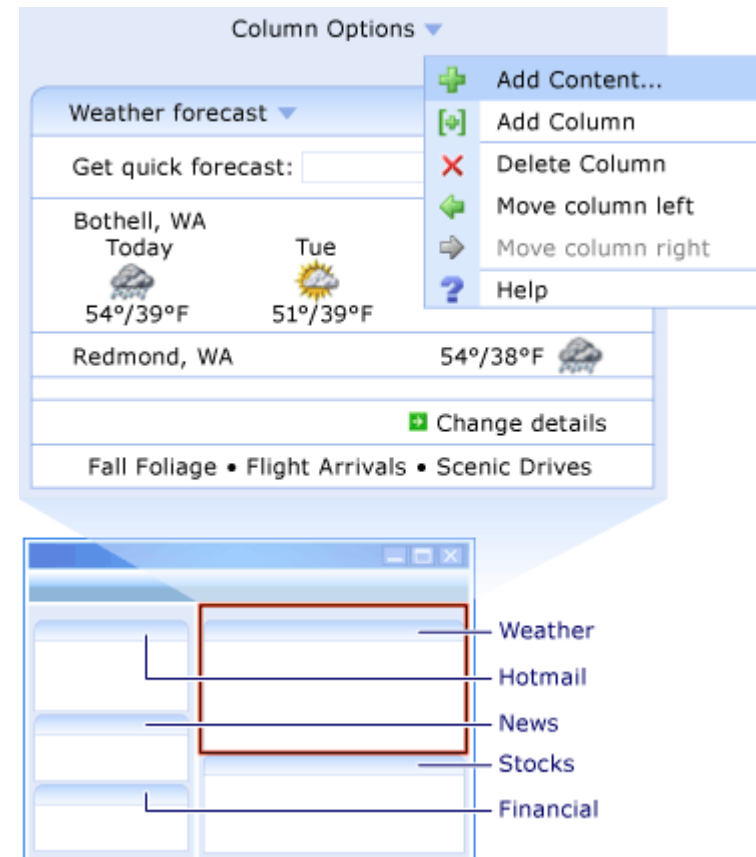 Column Options
Add Content...
Add Column
Delete Column
Move column left
Move column right
Help
Weather forecast
Get quick forecast:
Bothell, WA
Today Tue
54°/39°F 51°/39°F
Redmond, WA 54°/38°F
Change details
Fall Foliage • Flight Arrivals • Scenic Drives
Weather
Hotmail
News
Stocks
Financial